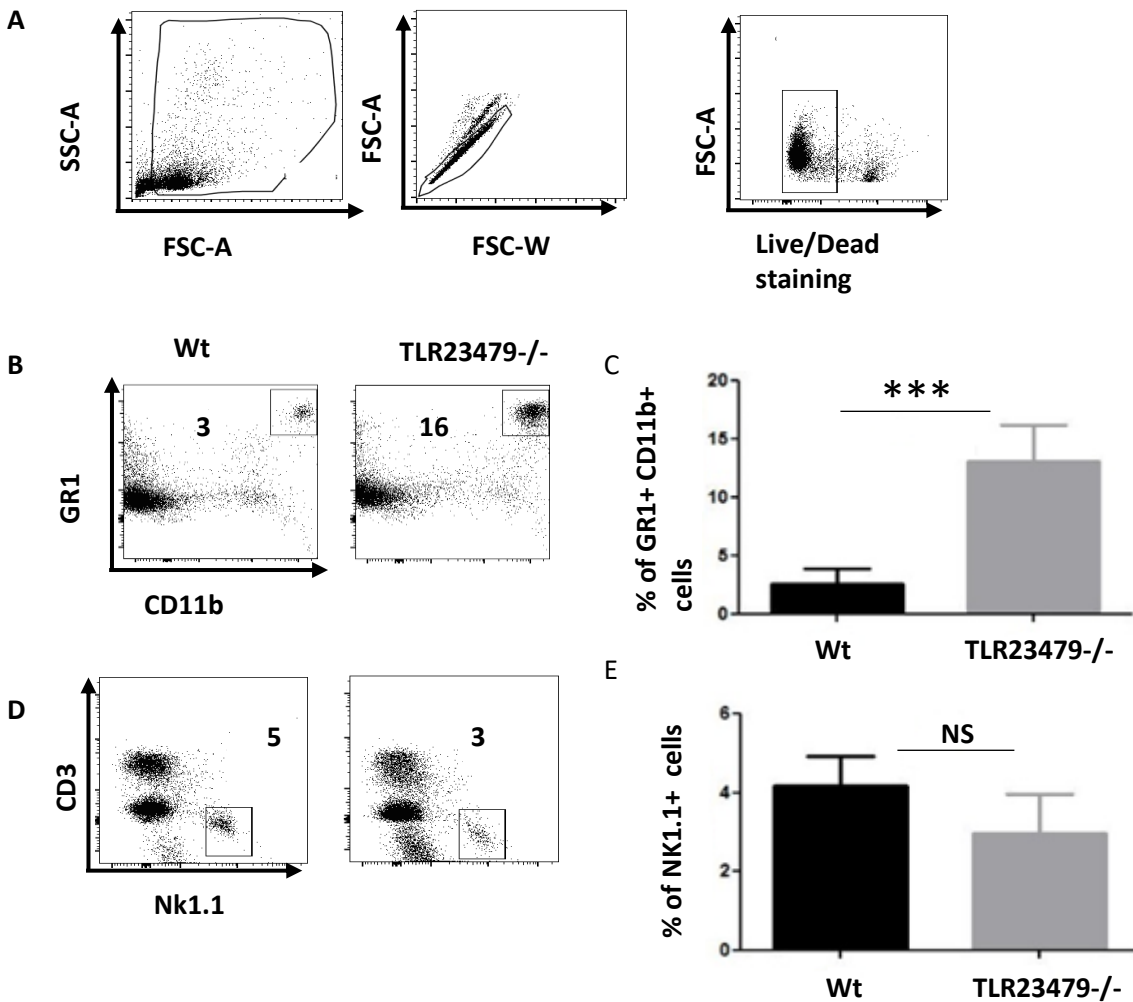 A
SSC-A
FSC-A
FSC-A
FSC-W
FSC-A
Live/Dead
staining
B
Wt
TLR23479-/-
GR1
3
16
CD11b
C
% of GR1+ CD11b+
cells
20
15
10
5
0
***
Wt
TLR23479-/-
D
CD3
5
3
Nk1.1
E
% of NK1.1+ cells
6
4
2
0
NS
Wt
TLR23479-/-